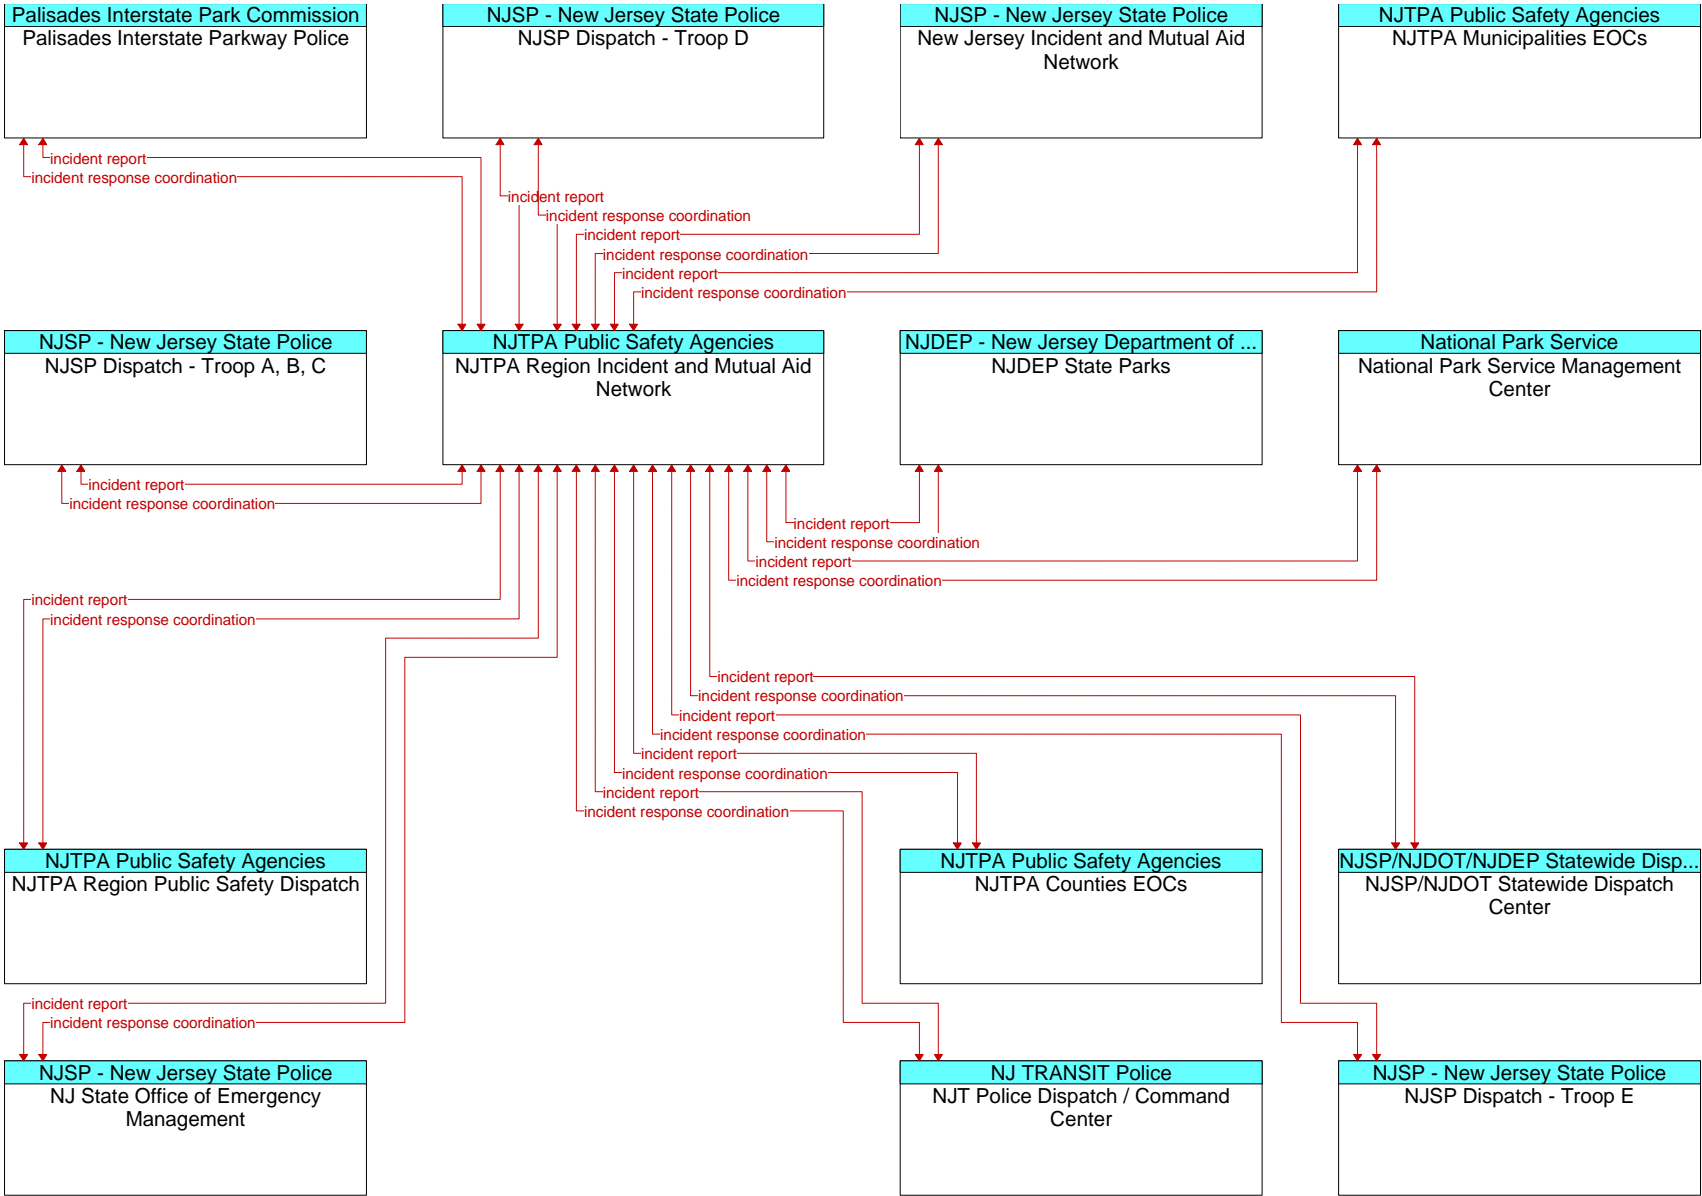 Palisades Interstate Park Commission
Palisades Interstate Parkway Police
NJSP - New Jersey State Police
NJSP Dispatch - Troop D
NJSP - New Jersey State Police
New Jersey Incident and Mutual Aid
Network
NJTPA Public Safety Agencies
NJTPA Municipalities EOCs
incident report
incident response coordination
incident report
incident response coordination
incident report
incident response coordination
incident report
incident response coordination
NJSP - New Jersey State Police
NJSP Dispatch - Troop A, B, C
NJTPA Public Safety Agencies
NJTPA Region Incident and Mutual Aid
Network
NJDEP - New Jersey Department of ...
NJDEP State Parks
National Park Service
National Park Service Management
Center
incident report
incident response coordination
incident report
incident response coordination
incident report
incident response coordination
incident report
incident response coordination
incident report
incident response coordination
incident report
incident response coordination
incident report
incident response coordination
incident report
incident response coordination
NJTPA Public Safety Agencies
NJTPA Region Public Safety Dispatch
NJTPA Public Safety Agencies
NJTPA Counties EOCs
NJSP/NJDOT/NJDEP Statewide Disp...
NJSP/NJDOT Statewide Dispatch
Center
incident report
incident response coordination
NJSP - New Jersey State Police
NJ State Office of Emergency
Management
NJ TRANSIT Police
NJT Police Dispatch / Command
Center
NJSP - New Jersey State Police
NJSP Dispatch - Troop E